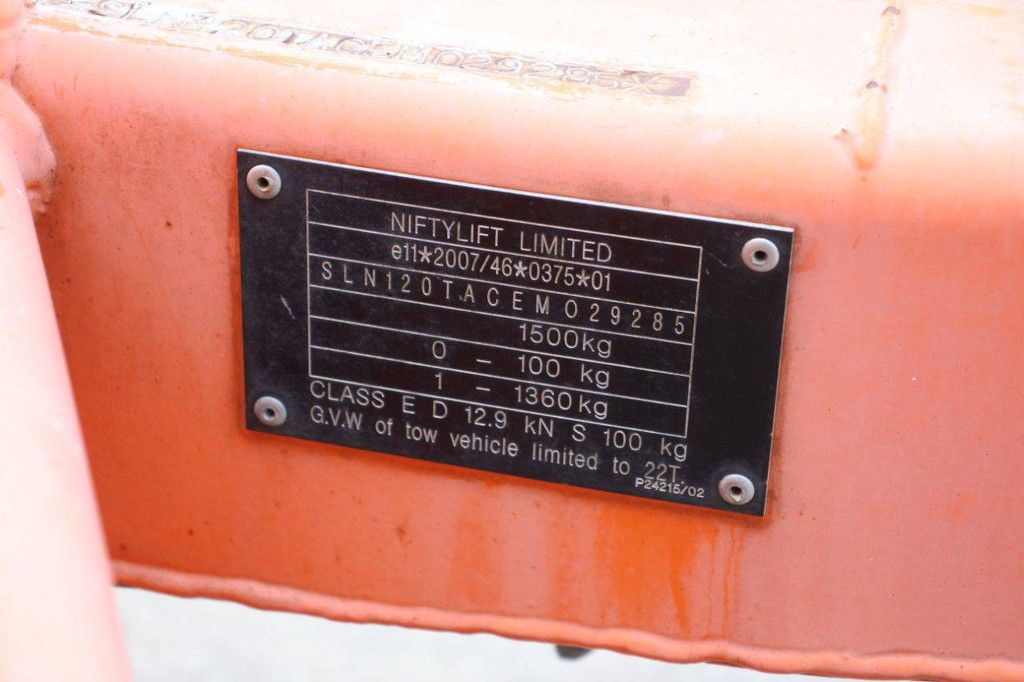 NIFTYLIFT LIMITED
e11*2007/46*0375*01
SLN120TACEM029285
1500kg
0 - 100 kg
1 - 1360kg
CLASS E D 12.9 kN S 100 kg
G.V.W of tow vehicle limited to 22T.
P24215/02